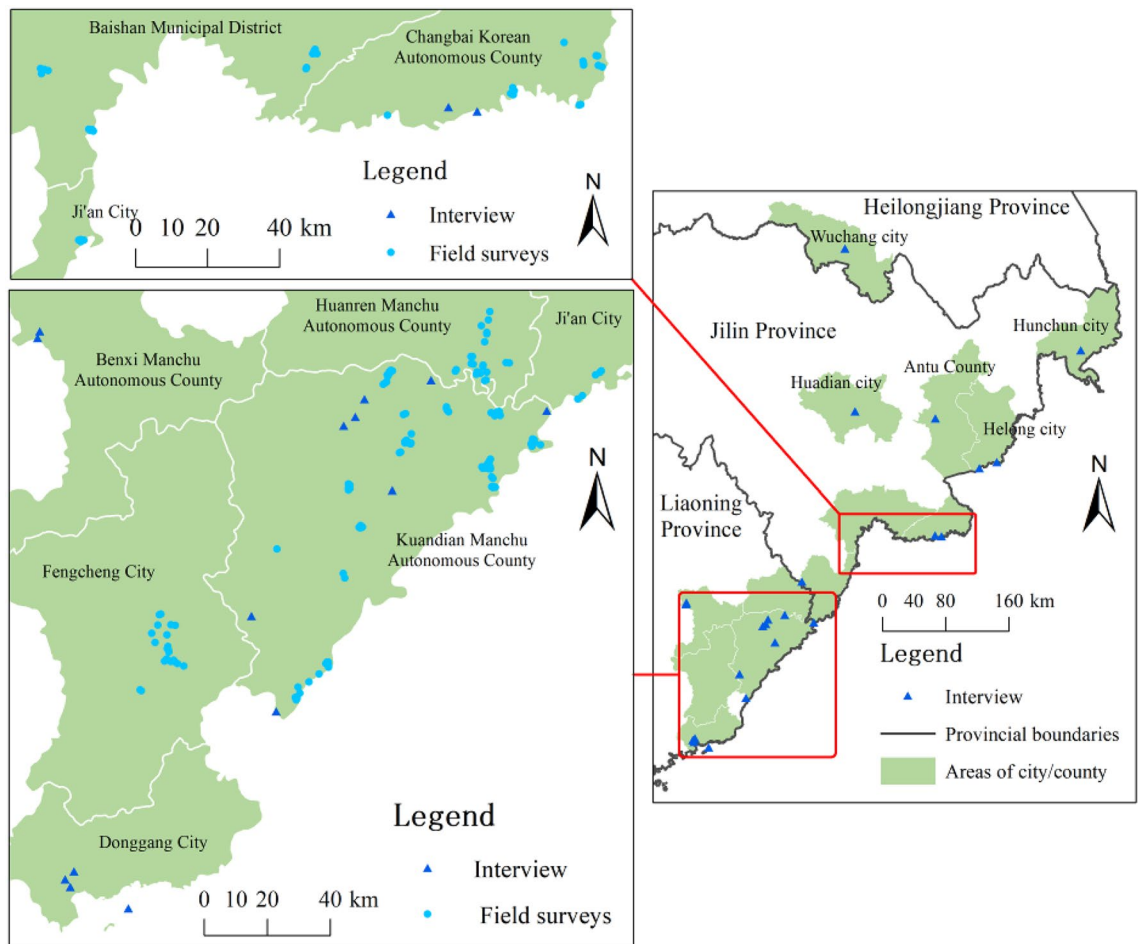 Baishan Municipal District
Changbai Korean
Autonomous County
Ji'an City
0 10 20 40 km
Legend
Interview
Field surveys
N
Huanren Manchu
Autonomous County
Ji'an City
Benxi Manchu
Autonomous County
N
Kuandian Manchu
Autonomous County
Fengcheng City
Donggang City
0 10 20 40 km
Legend
Interview
Field surveys
Heilongjiang Province
Wuchang city
Jilin Province
Hunchun city
Huadian city
Antu County
Helong city
Liaoning
Province
N
0 40 80 160 km
Legend
Interview
Provincial boundaries
Areas of city/county